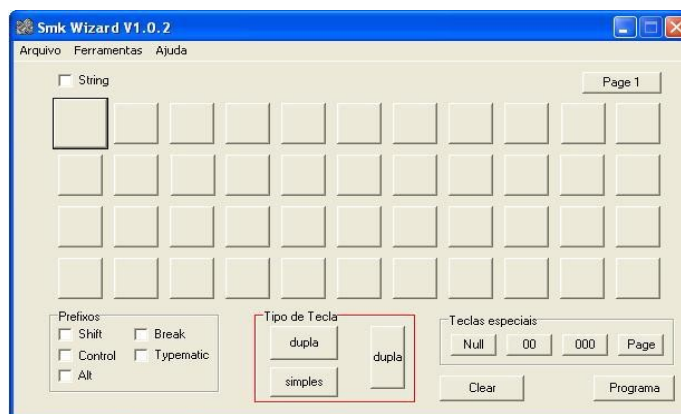 Smk Wizard V1.0.2
Arquivo Ferramentas Ajuda
String
Page 1
Prefixos
Shift Break
Control Typematic
Alt
Tipo de Tecla
dupla
dupla
simples
Teclas especiais
Null 00 000 Page
Clear Programa